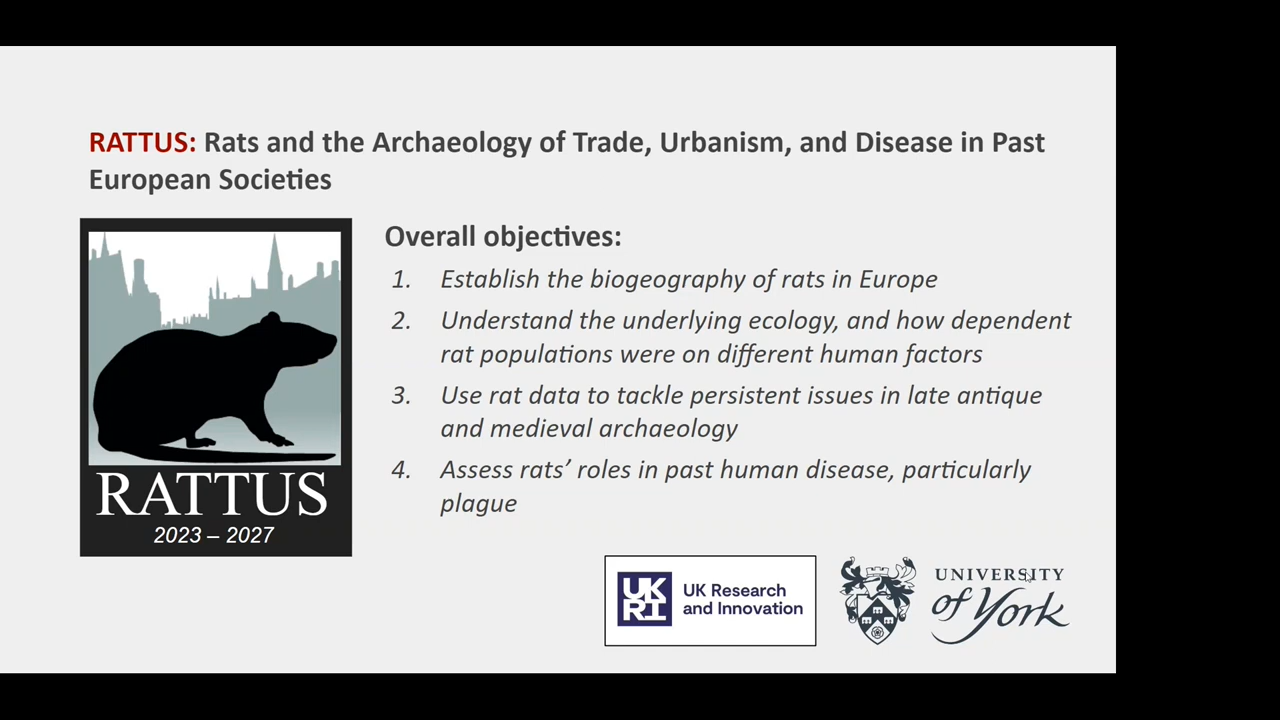 RATTUS: Rats and the Archaeology of Trade, Urbanism, and Disease in Past
European Societies
RATTUS
2023 – 2027
Overall objectives:
1. Establish the biogeography of rats in Europe
2. Understand the underlying ecology, and how dependent
rat populations were on different human factors
3. Use rat data to tackle persistent issues in late antique
and medieval archaeology
4. Assess rats’ roles in past human disease, particularly
plague
UK
RI
UK Research
and Innovation
UNIVERSITY
of York